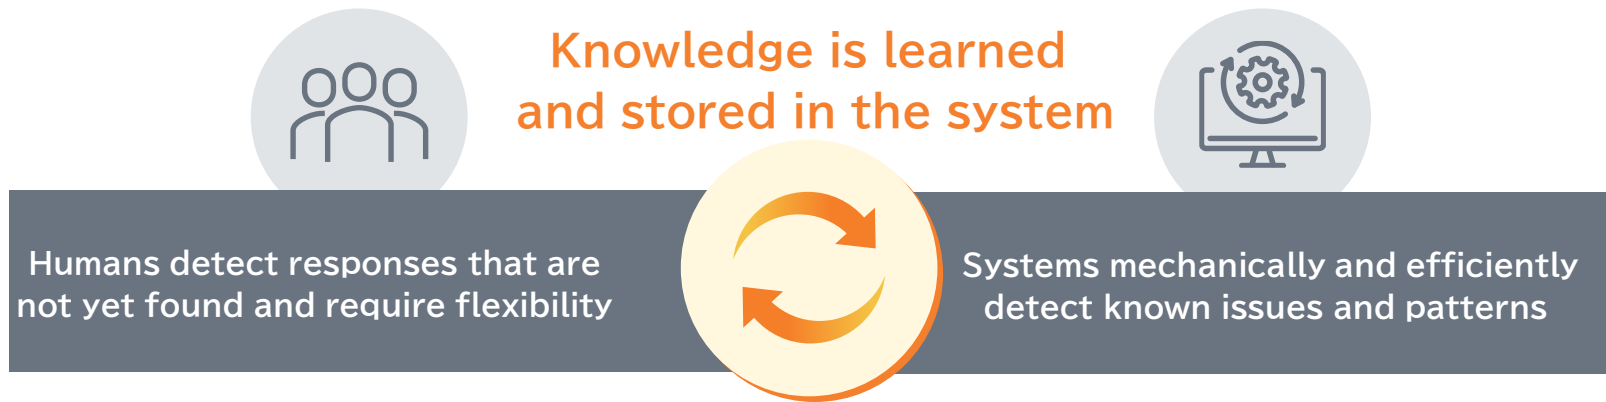 Knowledge is learned
and stored in the system
Humans detect responses that are
not yet found and require flexibility
Systems mechanically and efficiently
detect known issues and patterns